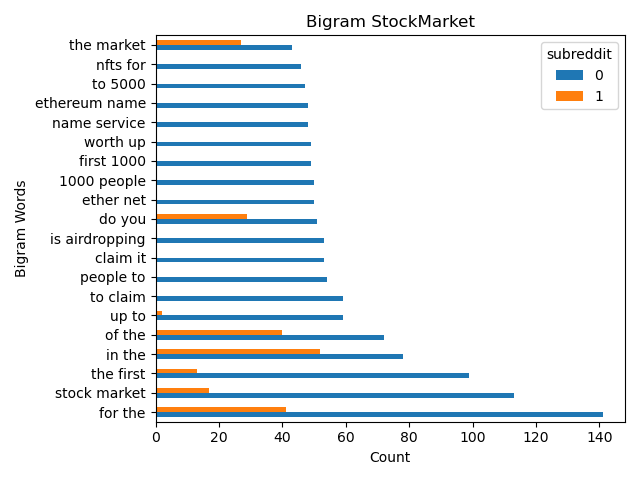 Bigram StockMarket
subreddit
0
1
the market
nfts for
to 5000
ethereum name
name service
worth up
first 1000
1000 people
ether net
do you
is airdropping
claim it
people to
to claim
up to
of the
in the
the first
stock market
for the
Bigram Words
0 20 40 60 80 100 120 140
Count